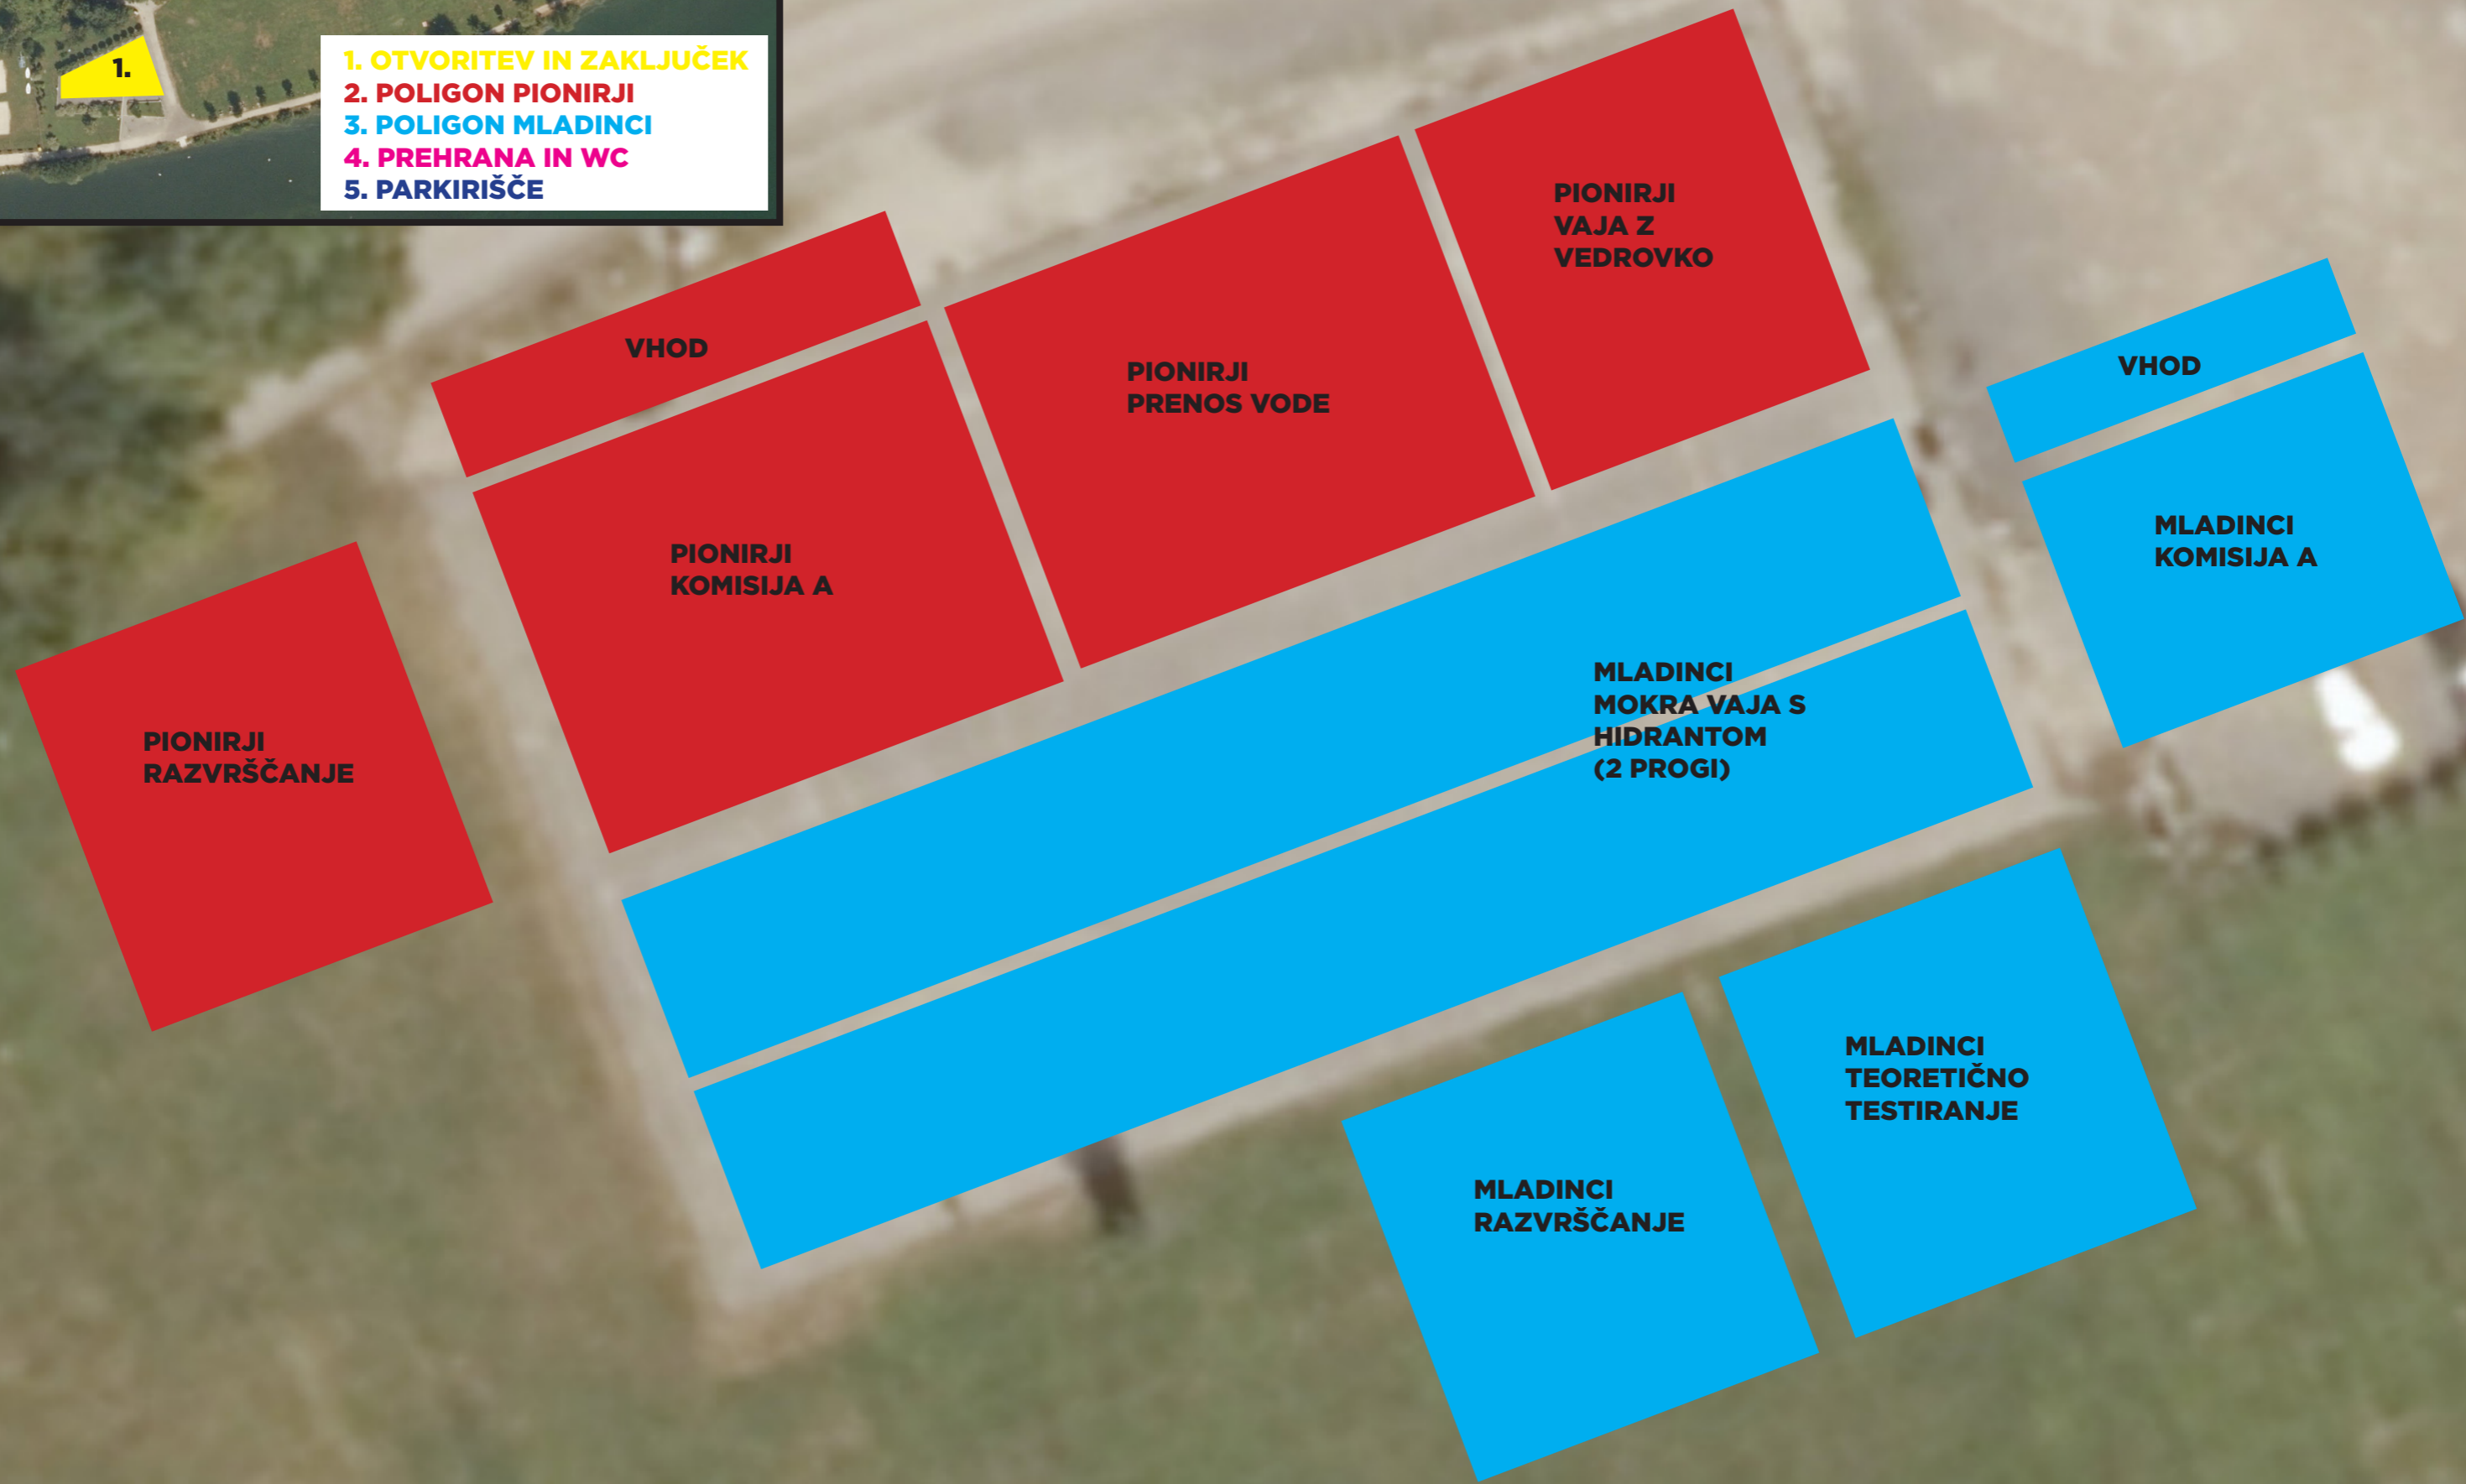 1.
1. OTVORITEV IN ZAKLJUČEK
2. POLIGON PIONIRJI
3. POLIGON MLADINCI
4. PREHRANA IN WC
5. PARKIRIŠČE
PIONIRJI
VAJA Z
VEDROVKO
VHOD
PIONIRJI
PRENOS VODE
VHOD
PIONIRJI
KOMISIJA A
MLADINCI
KOMISIJA A
PIONIRJI
RAZVRŠČANJE
MLADINCI
MOKRA VAJA S
HIDRANTOM
(2 PROGI)
MLADINCI
TEORETIČNO
TESTIRANJE
MLADINCI
RAZVRŠČANJE